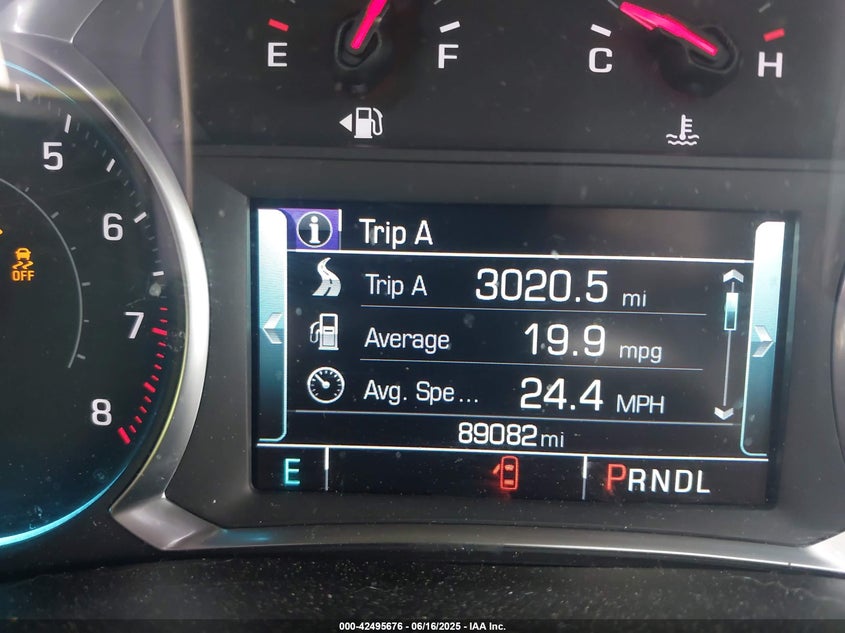 E F C H
5
6
7
8
OFF
i Trip A
Trip A 3020.5 mi
Average 19.9 mpg
Avg. Spe... 24.4 MPH
89082 mi
E PRNDL
000-42495676 - 06/16/2025 - IAA Inc.